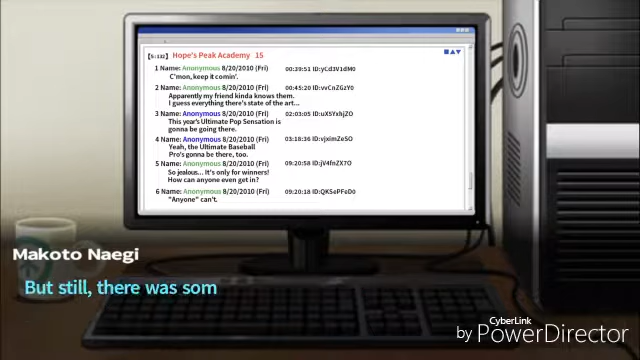 [5:132] Hope's Peak Academy 15
1 Name: Anonymous 8/20/2010 (Fri) 00:39:51 ID:yCd3V1dM0
C'mon, keep it comin'.
2 Name: Anonymous 8/20/2010 (Fri) 00:45:20 ID:vvCnZGzY0
Apparently my friend kinda knows them.
I guess everything there's state of the art...
3 Name: Anonymous 8/20/2010 (Fri) 02:03:05 ID:uXSYxhjZO
This year's Ultimate Pop Sensation is
gonna be going there.
4 Name: Anonymous 8/20/2010 (Fri) 03:18:36 ID:vjximZeSO
Yeah, the Ultimate Baseball
Pro's gonna be there, too.
5 Name: Anonymous 8/20/2010 (Fri) 09:20:58 ID:jV4fnZX7O
So jealous... It's only for winners!
How can anyone even get in?
6 Name: Anonymous 8/20/2010 (Fri) 09:20:18 ID:QKSePFeD0
"Anyone" can't.
Makoto Naegi
But still, there was som
CyberLink
by PowerDirector